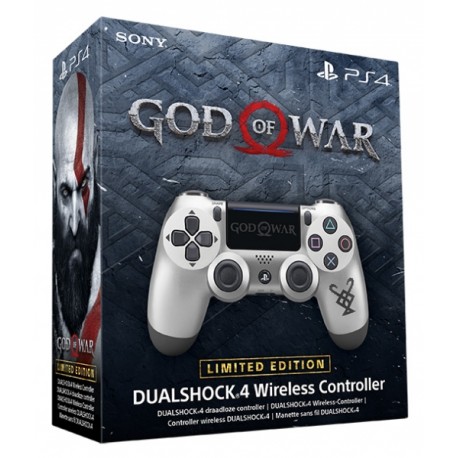 SONY
PS4
GOD OF WAR
GOD OF WAR
LIMITED EDITION
DUALSHOCK®4 Wireless Controller
DUALSHOCK®4 draadloze controller | DUALSHOCK®4 Wireless-Controller |
Controller wireless DUALSHOCK®4 | Manette sans fil DUALSHOCK®4
GOD OF WAR
LIMITED EDITION